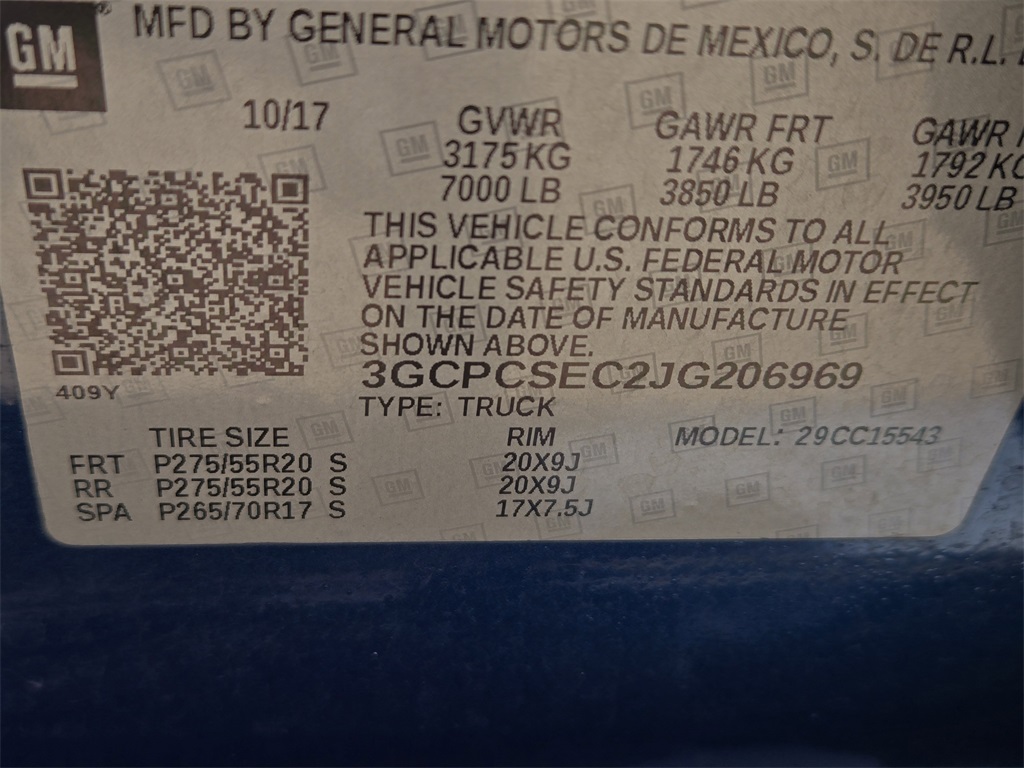 GM
MFD BY GENERAL MOTORS DE MEXICO, S. DE R.L.
10/17 GVWR GAWR FRT GAWR
3175 KG 1746 KG 1792 KG
7000 LB 3850 LB 3950 LB
THIS VEHICLE CONFORMS TO ALL
APPLICABLE U.S. FEDERAL MOTOR
VEHICLE SAFETY STANDARDS IN EFFECT
ON THE DATE OF MANUFACTURE
SHOWN ABOVE.
3GCPCSEC2JG206969
409Y
TYPE: TRUCK
TIRE SIZE RIM MODEL: 29CC15543
FRT P275/55R20 S 20X9J
RR P275/55R20 S 20X9J
SPA P265/70R17 S 17X7.5J